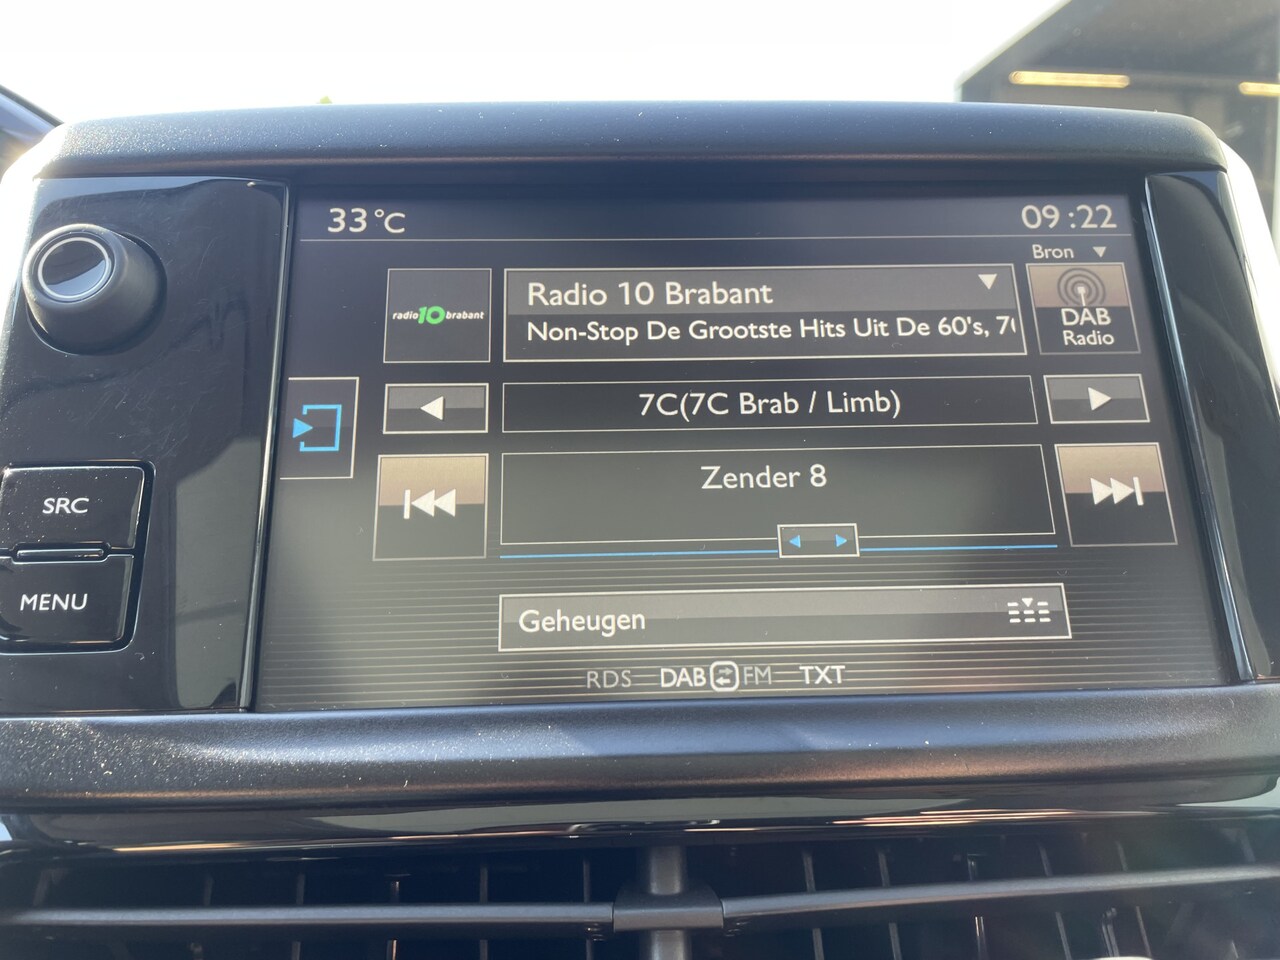 33 °C
09:22
Bron
radio 10 brabant
Radio 10 Brabant
Non-Stop De Grootste Hits Uit De 60's,
DAB
Radio
7C(7C Brab / Limb)
SRC
Zender 8
MENU
Geheugen
RDS DAB FM TXT